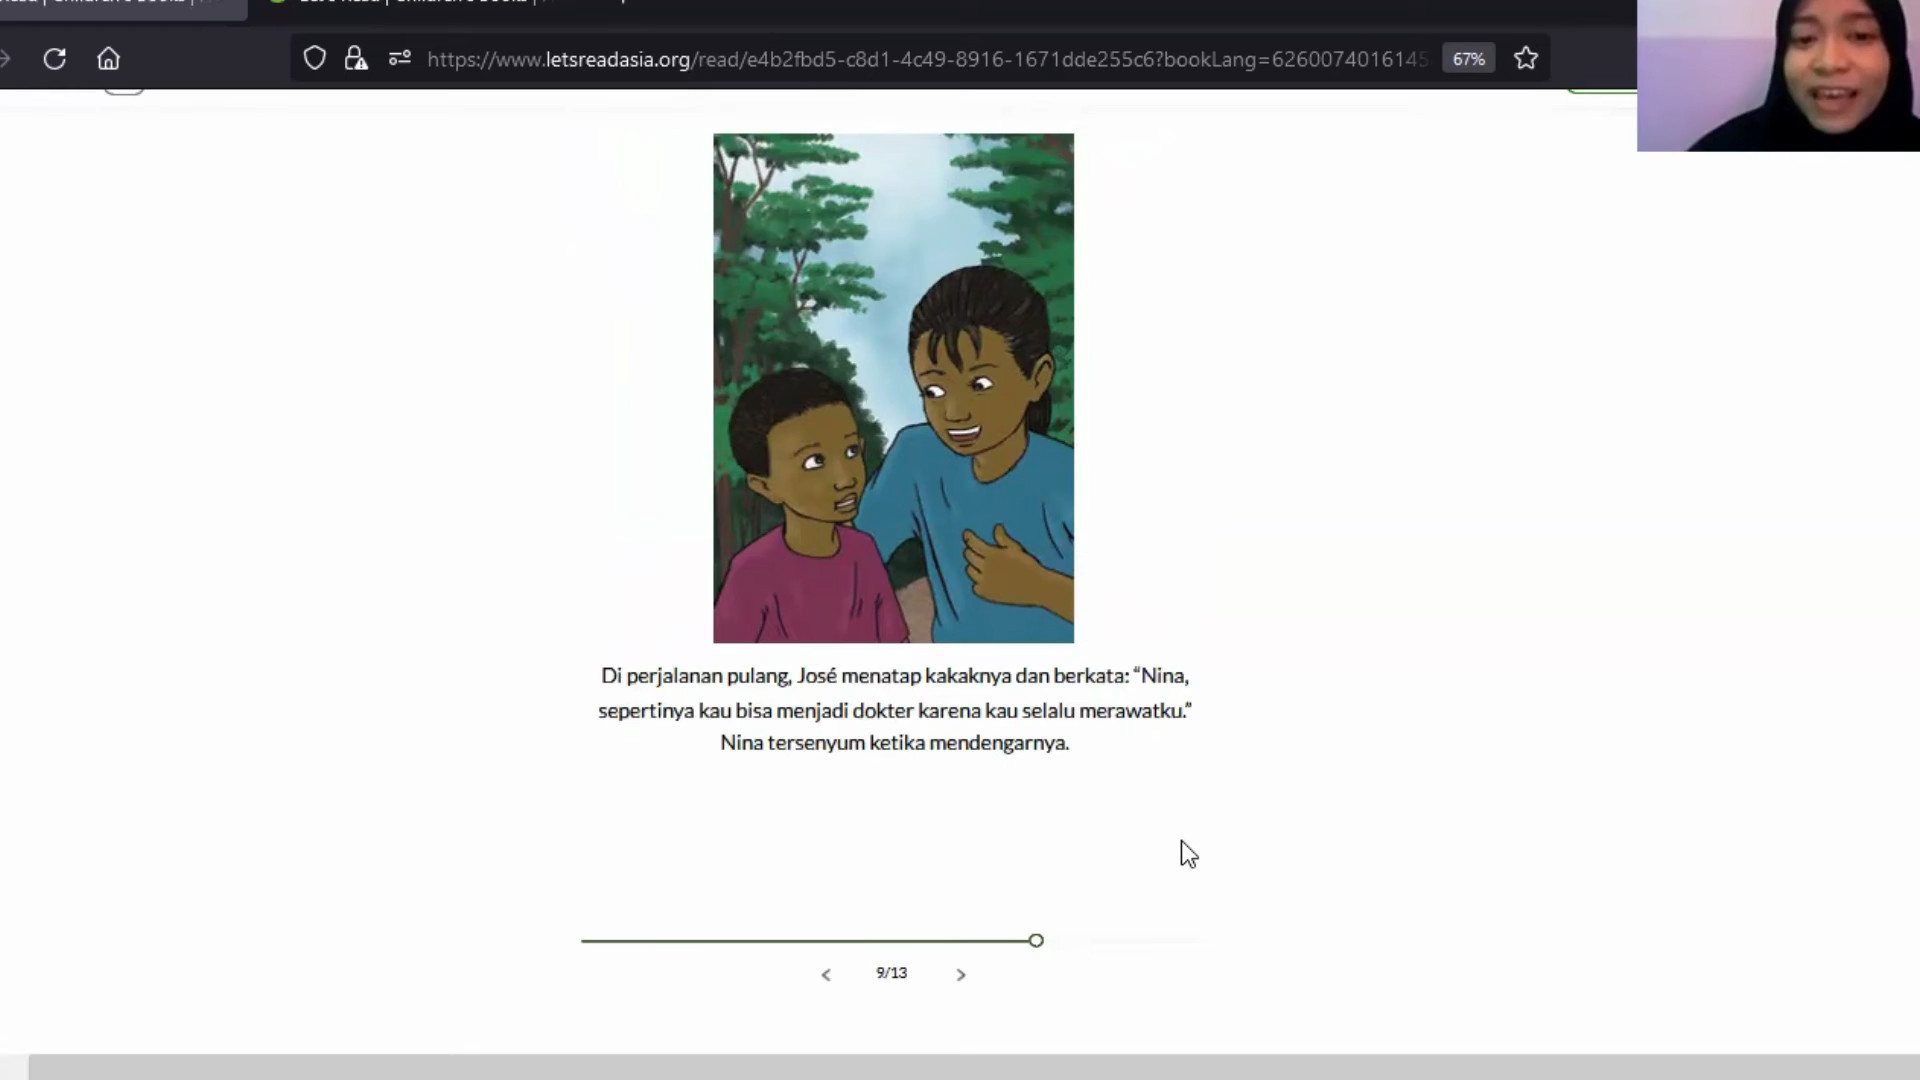 https://www.letsreadasia.org/read/e4b2fbd5-c8d1-4c49-8916-1671dde255c6?bookLang=6260074016145
67%
Di perjalanan pulang, José menatap kakaknya dan berkata: “Nina,
sepertinya kau bisa menjadi dokter karena kau selalu merawatku.”
Nina tersenyum ketika mendengarnya.
9/13